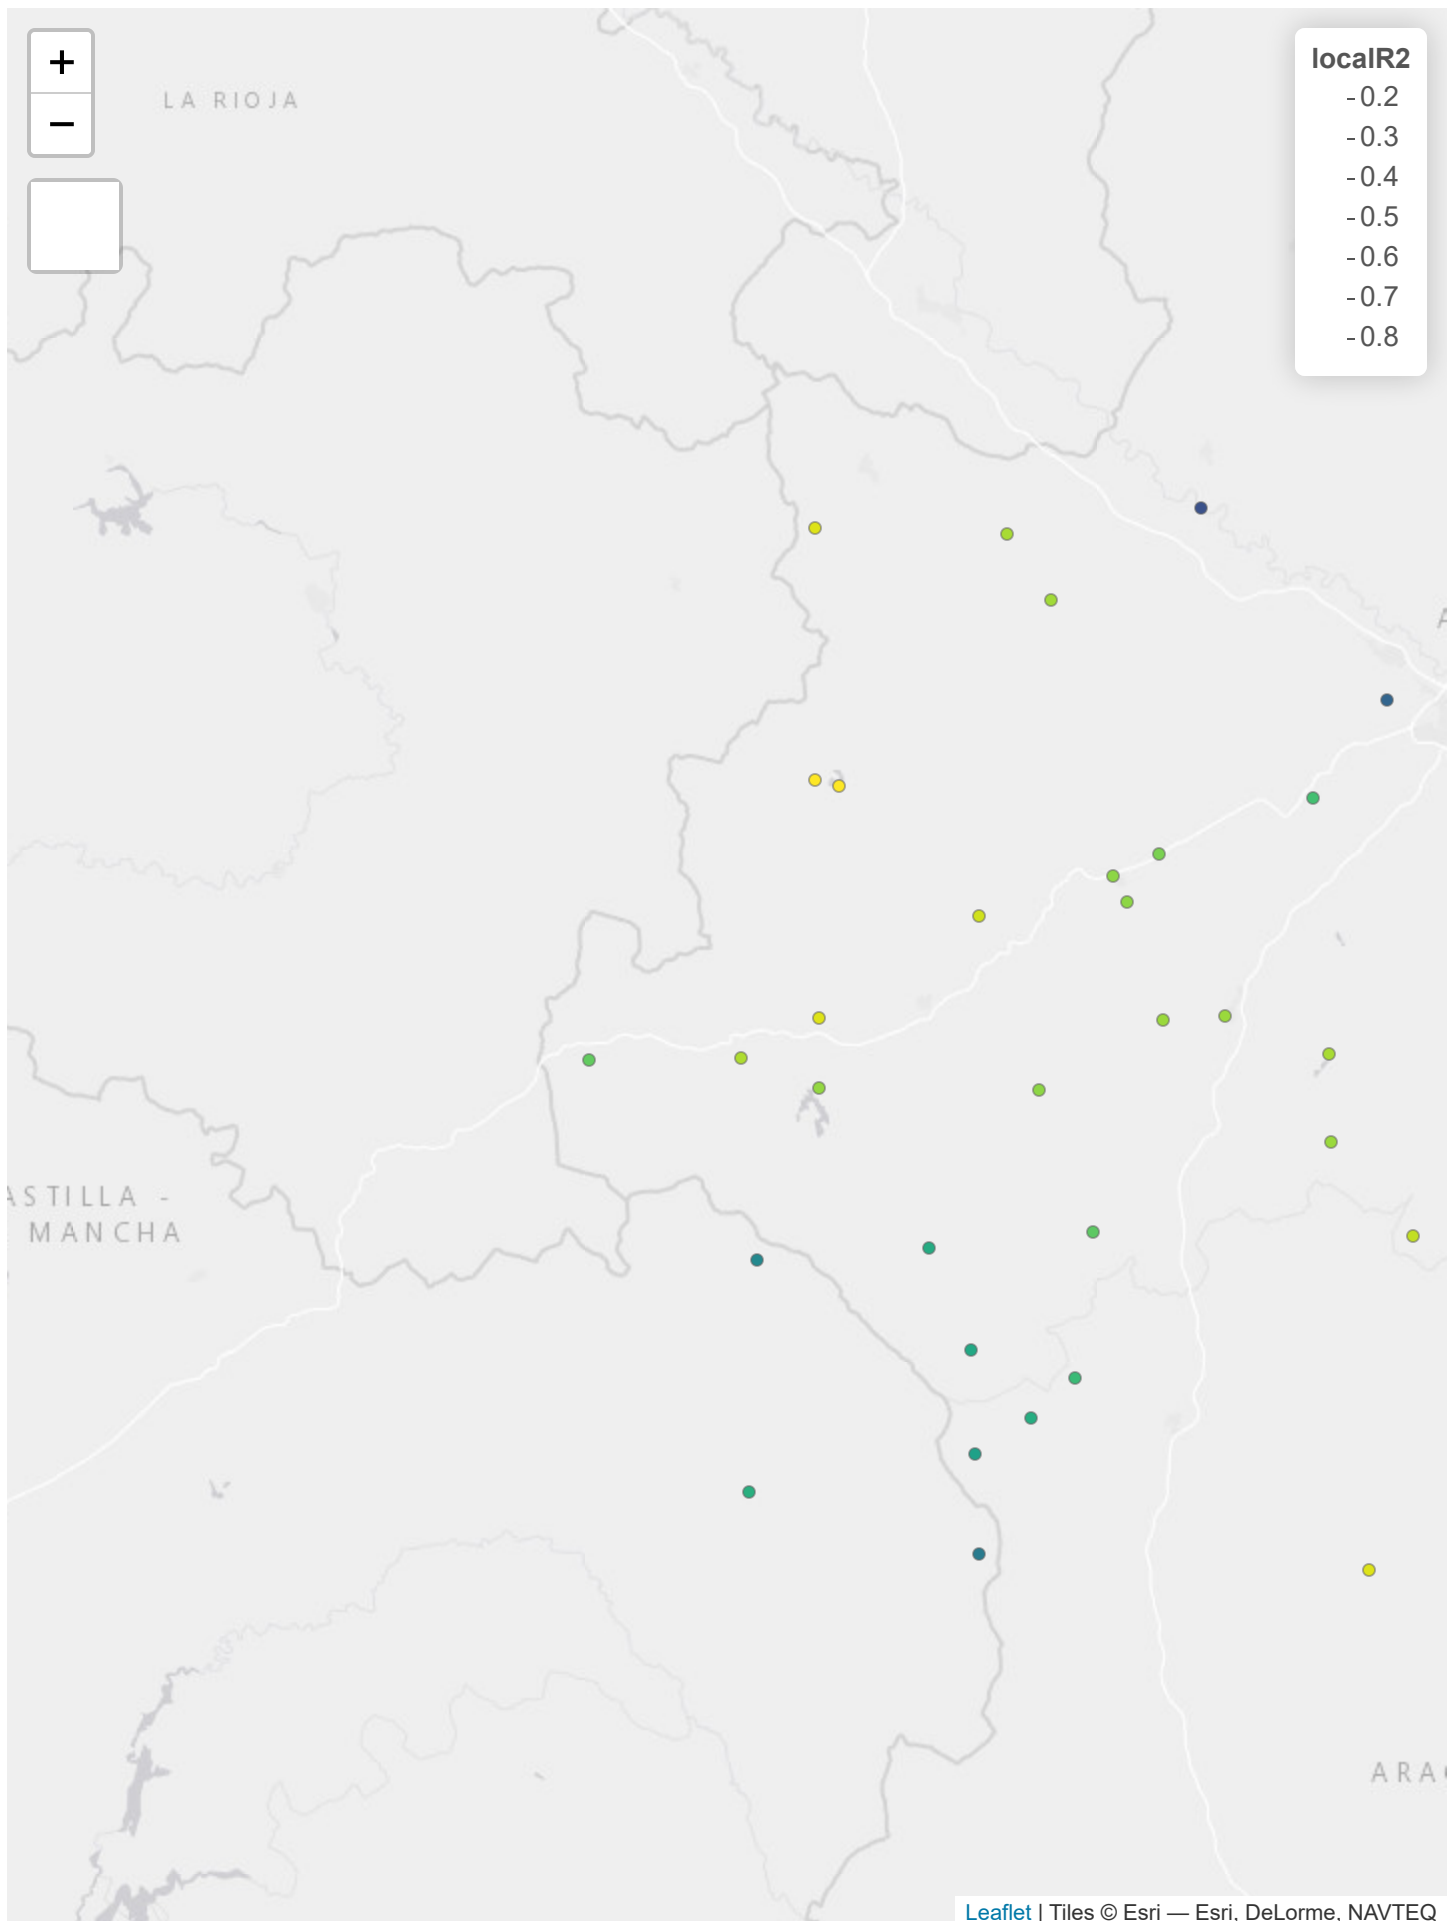 +
−
LA RIOJA
localR2
0.2
0.3
0.4
0.5
0.6
0.7
0.8
A
ASTILLA -
MANCHA
ARA
Leaflet | Tiles © Esri — Esri, DeLorme, NAVTEQ